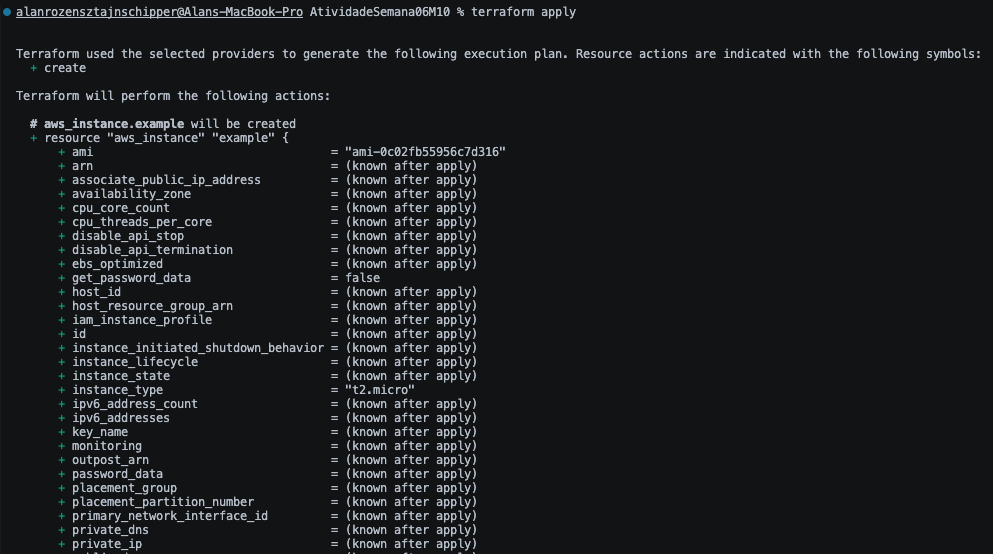 alanrozensztajnschipper@Alans-MacBook-Pro AtividadeSemana06M10 % terraform apply
Terraform used the selected providers to generate the following execution plan. Resource actions are indicated with the following symbols:
  + create
Terraform will perform the following actions:
  # aws_instance.example will be created
  + resource "aws_instance" "example" {
      + ami                                  = "ami-0c02fb55956c7d316"
      + arn                                  = (known after apply)
      + associate_public_ip_address          = (known after apply)
      + availability_zone                    = (known after apply)
      + cpu_core_count                       = (known after apply)
      + cpu_threads_per_core                 = (known after apply)
      + disable_api_stop                     = (known after apply)
      + disable_api_termination              = (known after apply)
      + ebs_optimized                        = (known after apply)
      + get_password_data                    = false
      + host_id                              = (known after apply)
      + host_resource_group_arn              = (known after apply)
      + iam_instance_profile                 = (known after apply)
      + id                                   = (known after apply)
      + instance_initiated_shutdown_behavior = (known after apply)
      + instance_lifecycle                   = (known after apply)
      + instance_state                       = (known after apply)
      + instance_type                        = "t2.micro"
      + ipv6_address_count                   = (known after apply)
      + ipv6_addresses                       = (known after apply)
      + key_name                             = (known after apply)
      + monitoring                           = (known after apply)
      + outpost_arn                          = (known after apply)
      + password_data                        = (known after apply)
      + placement_group                      = (known after apply)
      + placement_partition_number           = (known after apply)
      + primary_network_interface_id         = (known after apply)
      + private_dns                          = (known after apply)
      + private_ip                           = (known after apply)